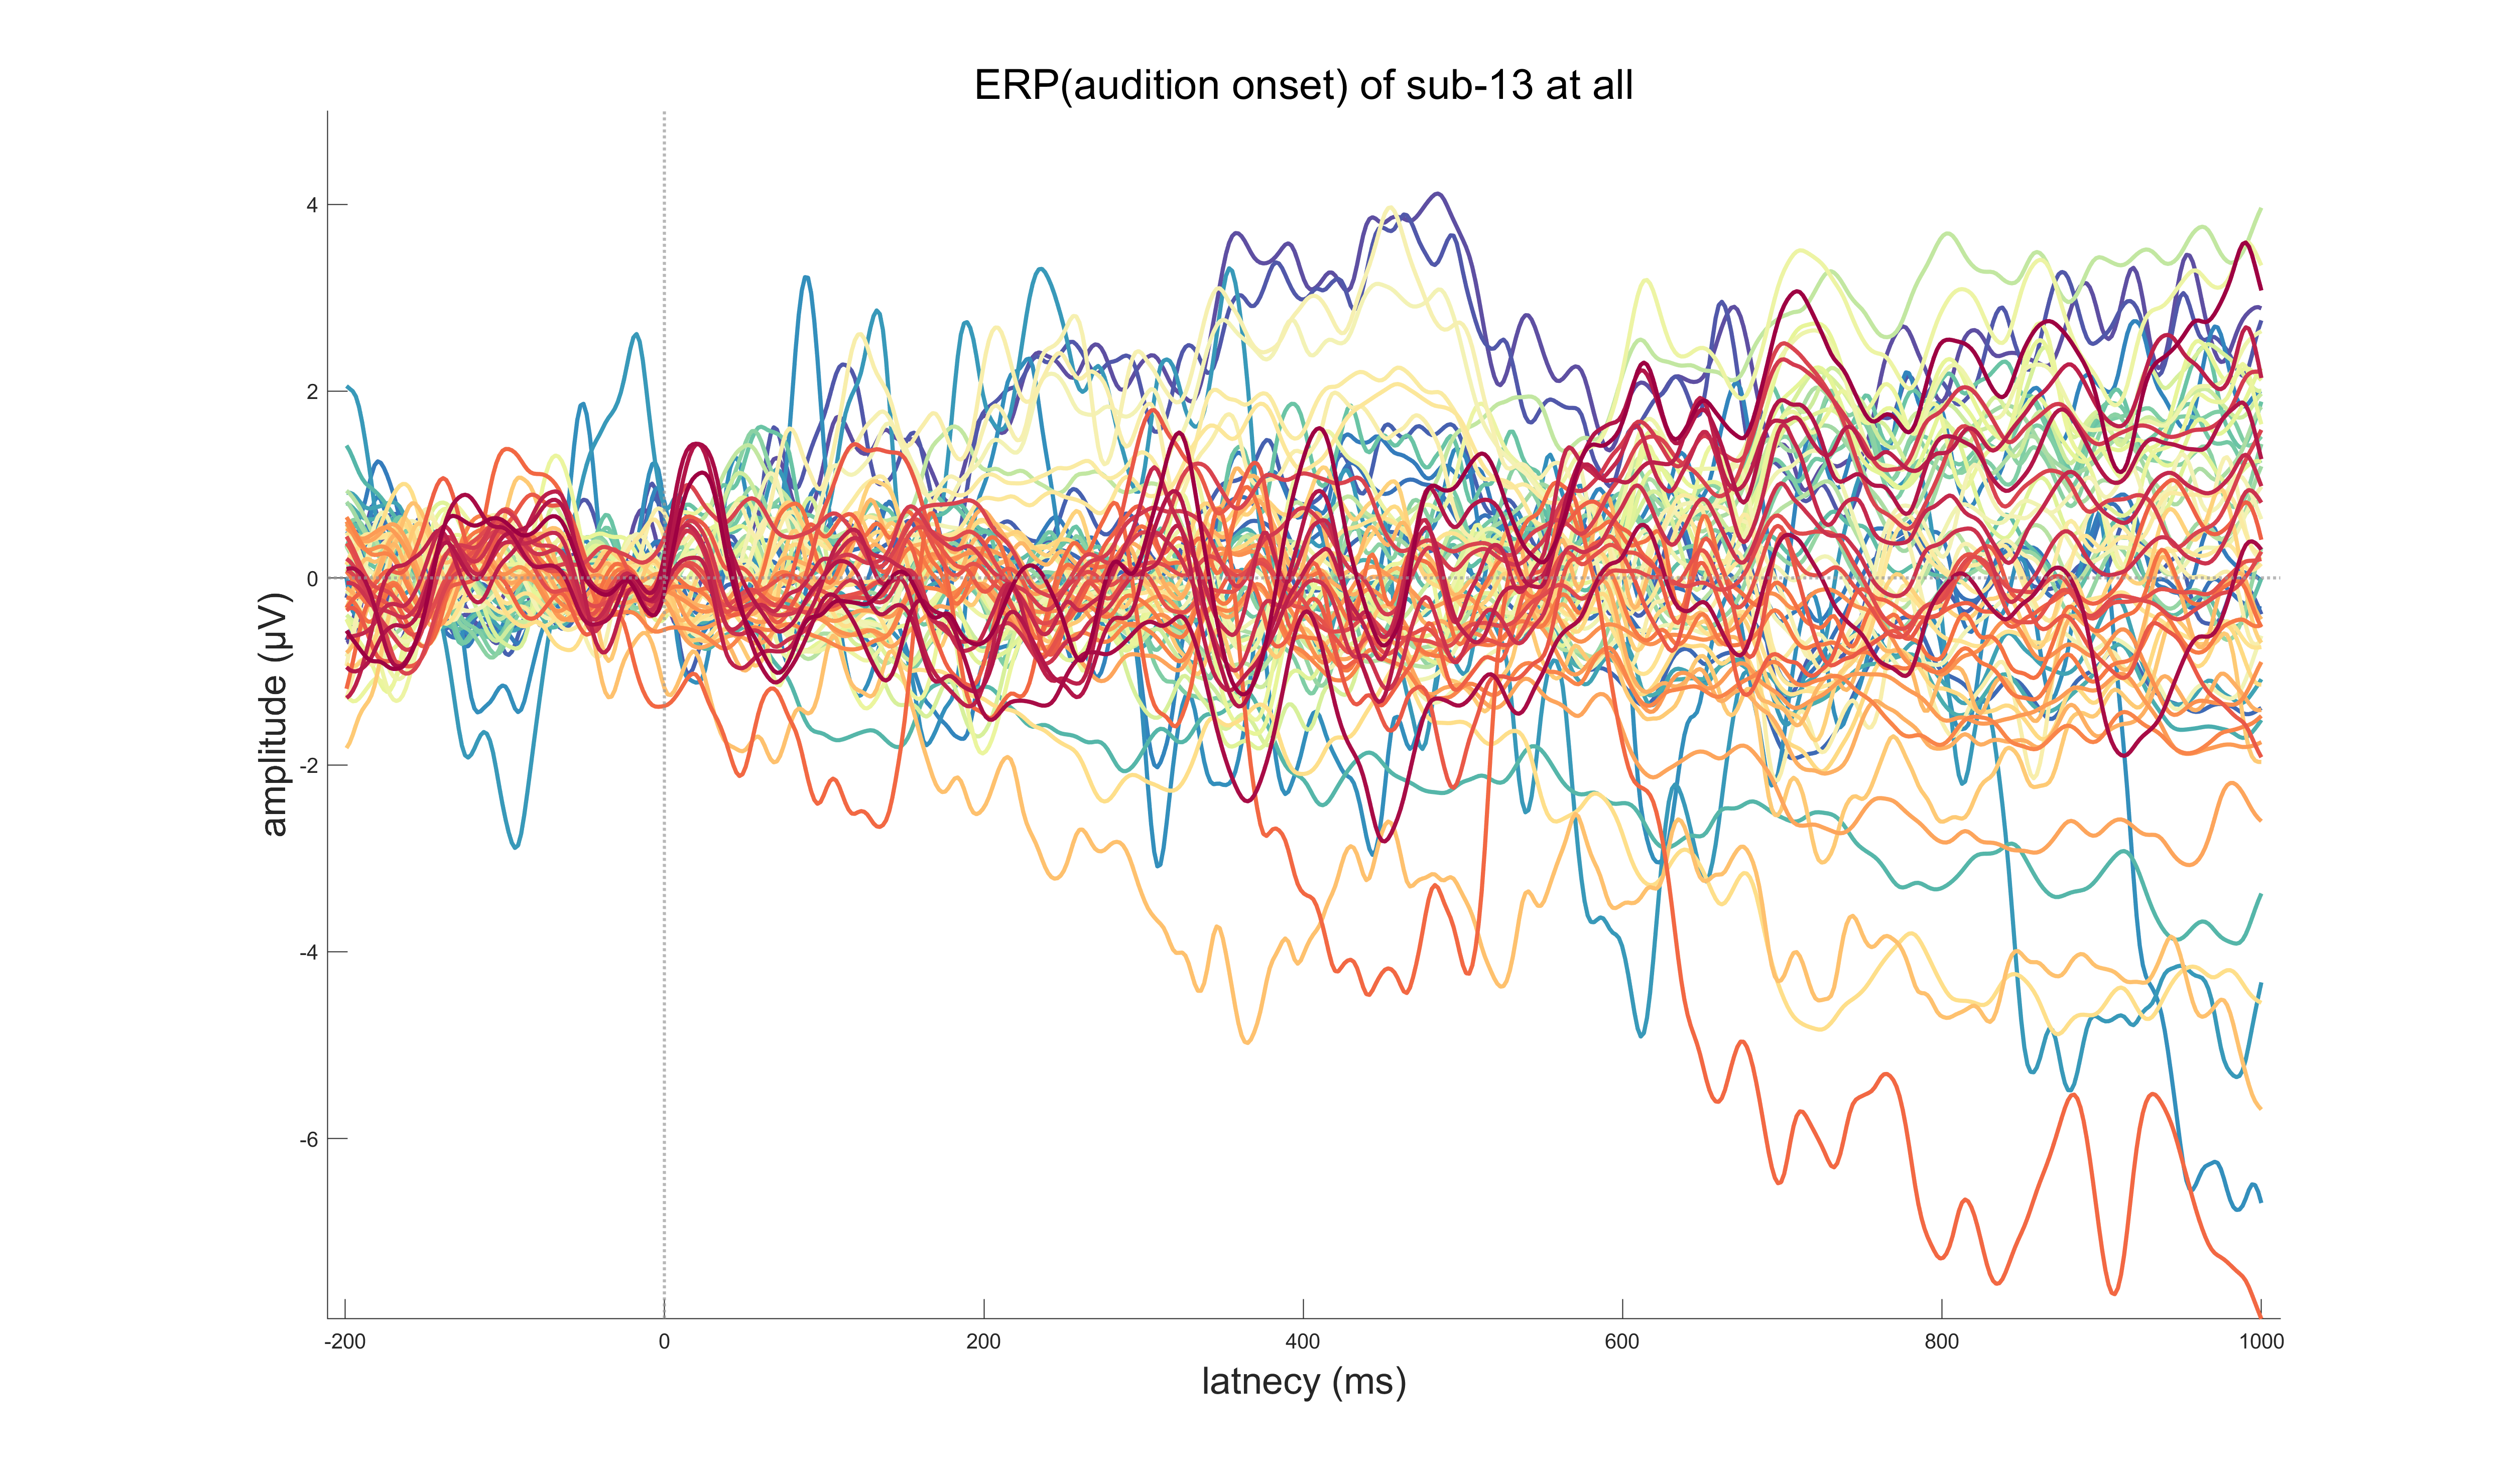 ERP(audition onset) of sub-13 at all
amplitude (µV)
4
2
0
-2
-4
-6
-200 0 200 400 600 800 1000
latnecy (ms)